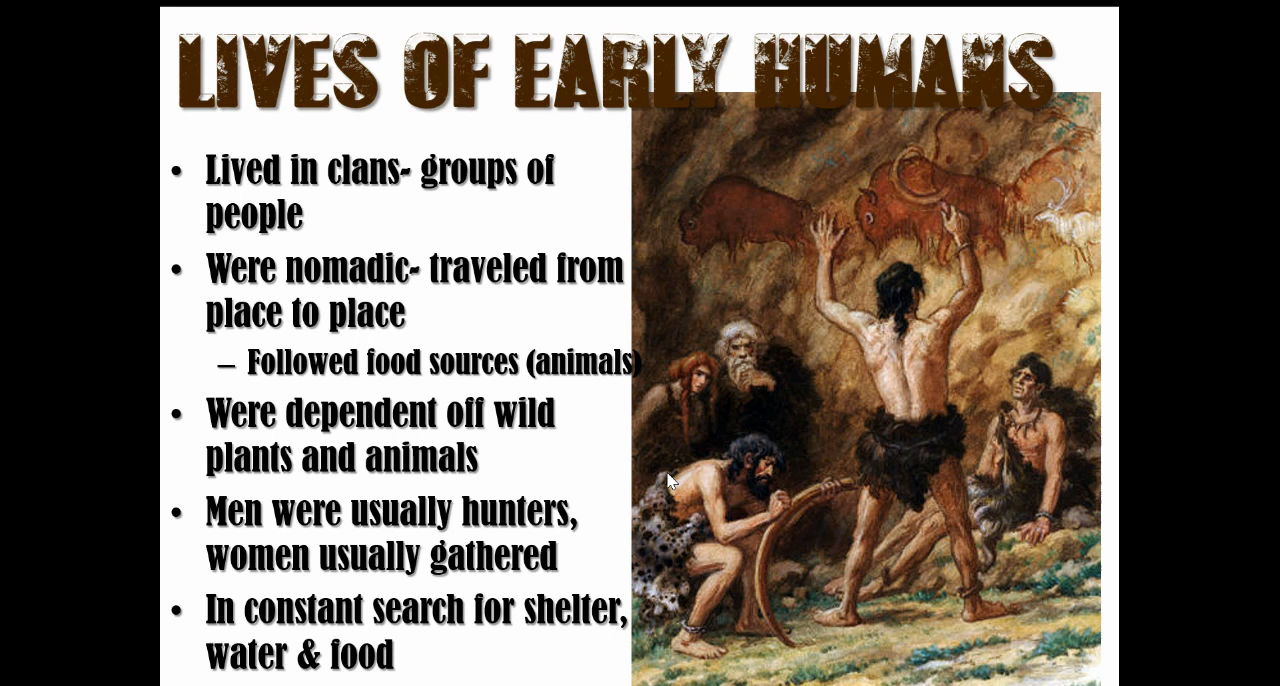 LIVES OF EARLY HUMANS
• Lived in clans- groups of
people
• Were nomadic- traveled from
place to place
– Followed food sources (animals)
• Were dependent off wild
plants and animals
• Men were usually hunters,
women usually gathered
• In constant search for shelter,
water & food